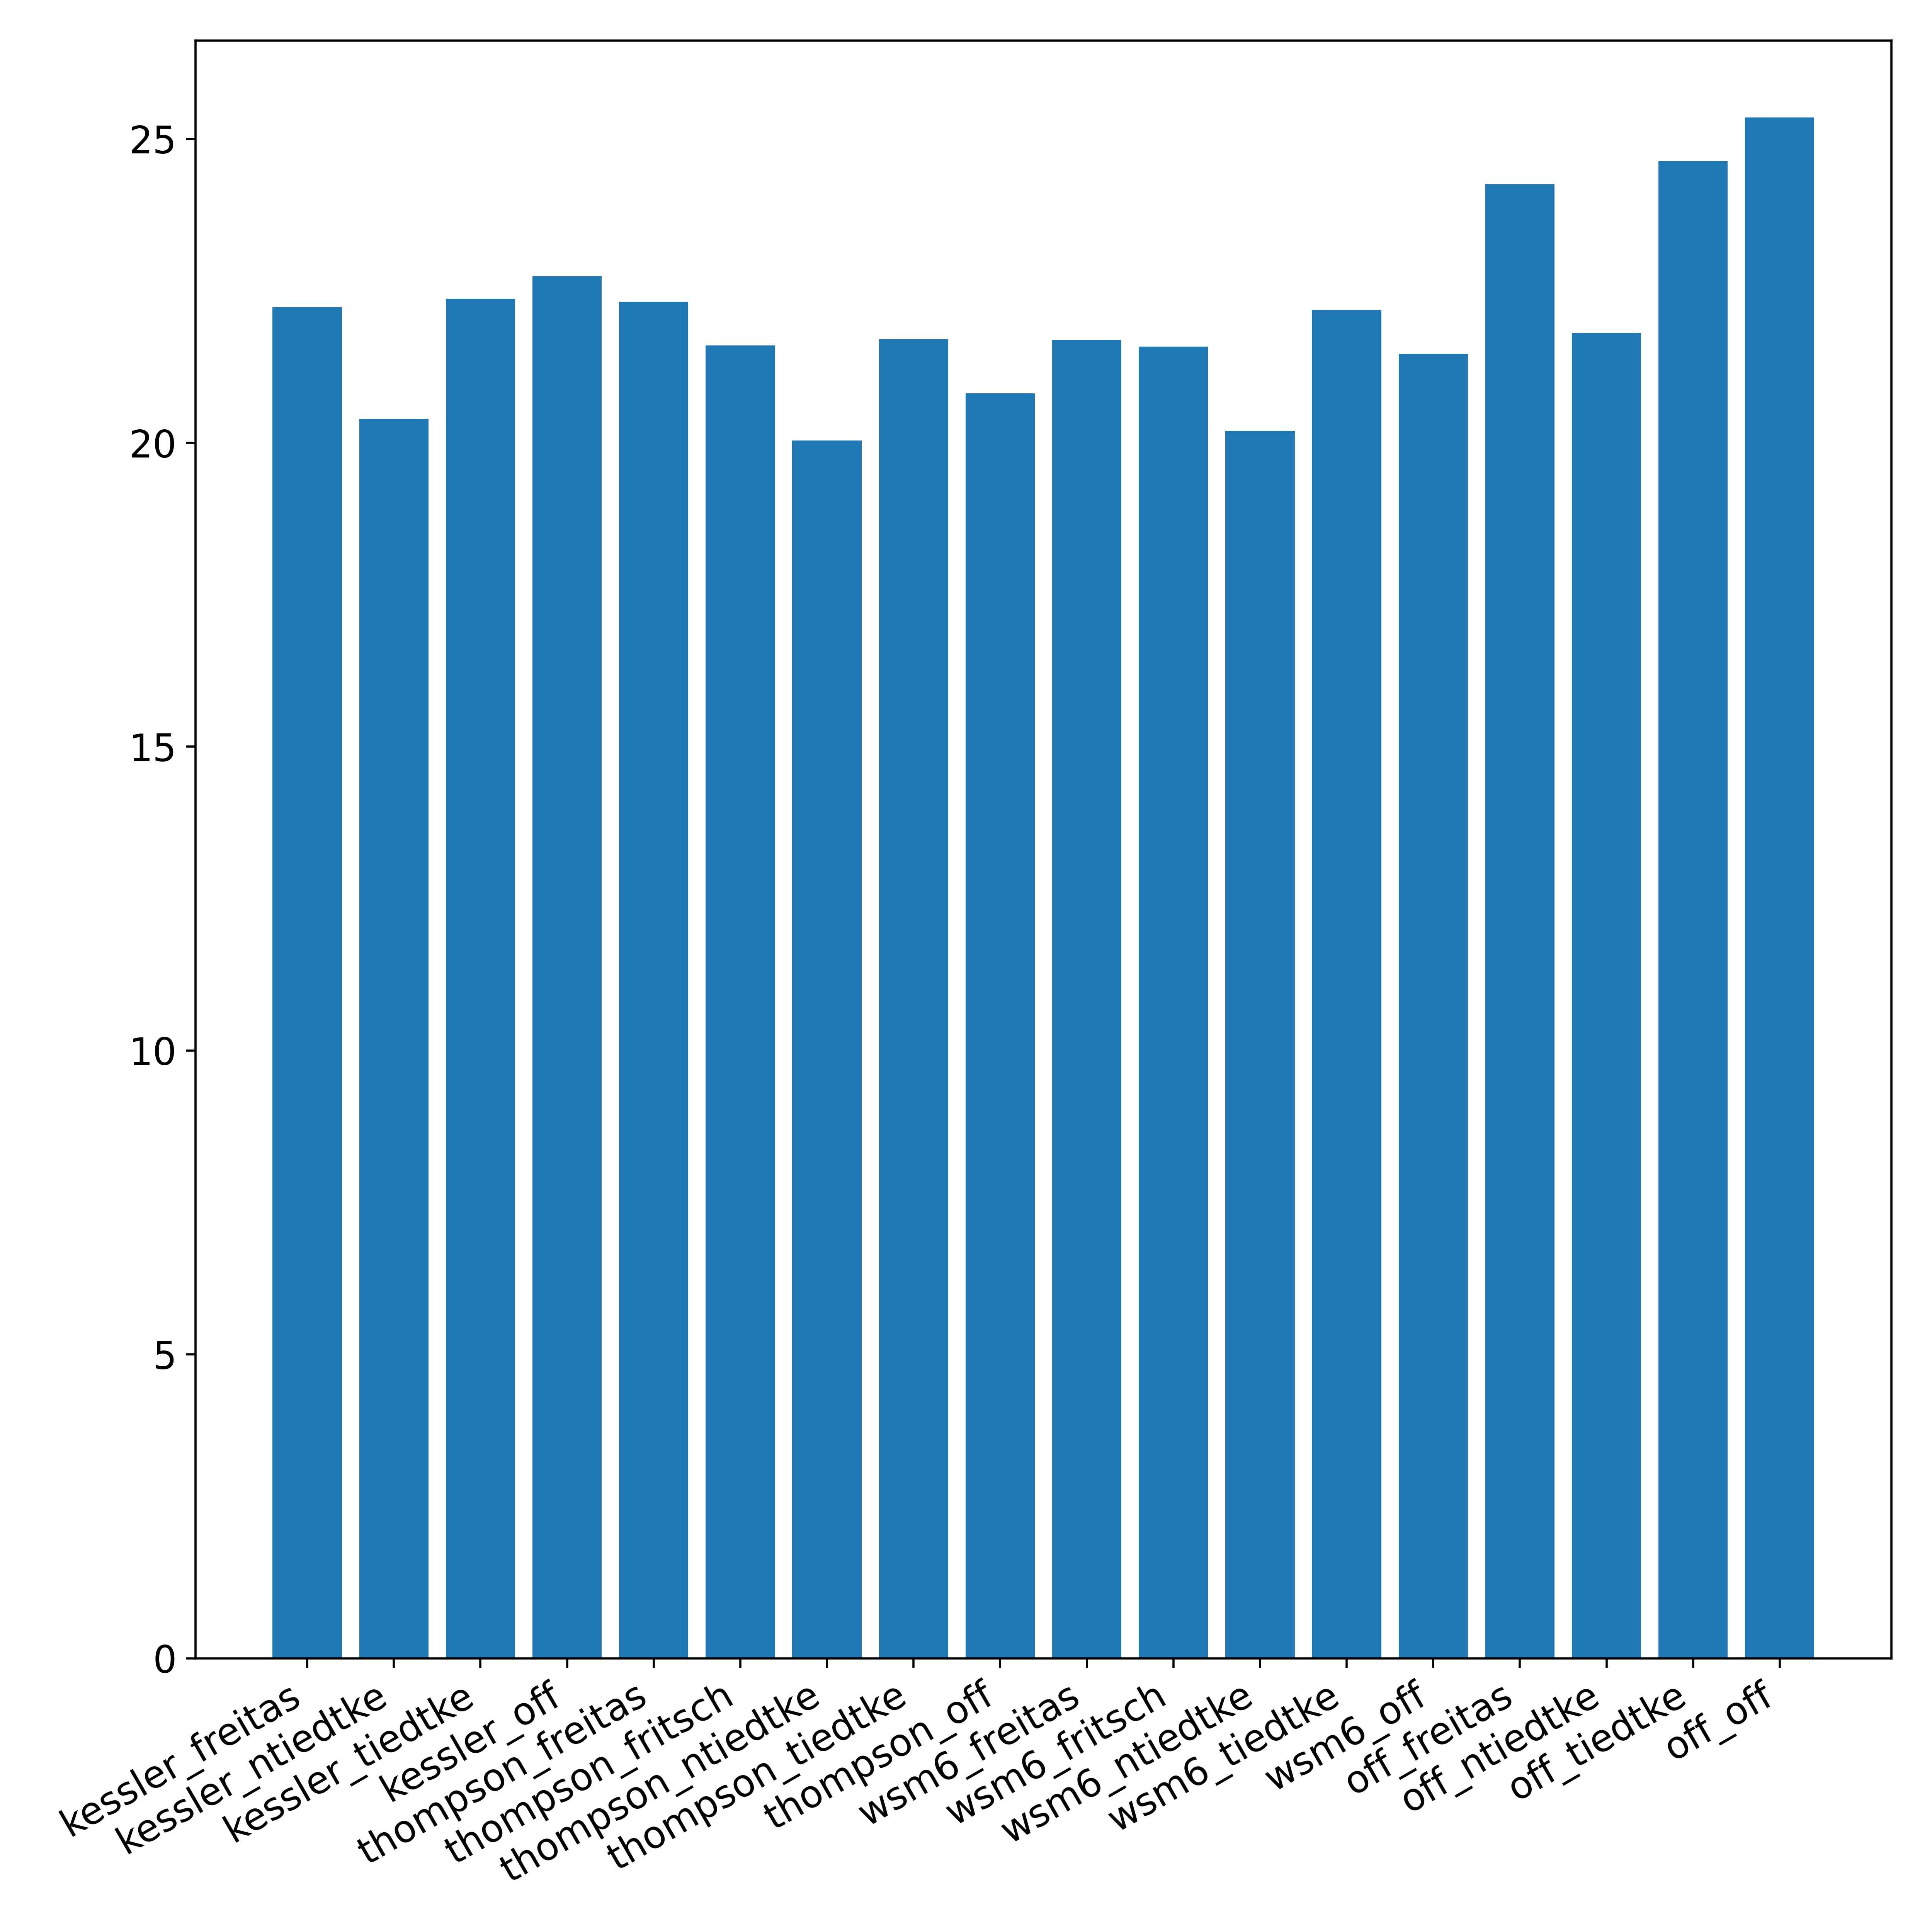 25
20
15
10
5
0
kessler_freitas
kessler_ntiedtke
kessler_tiedtke
kessler_off
thompson_freitas
thompson_fritsch
thompson_ntiedtke
thompson_tiedtke
thompson_off
wsm6_freitas
wsm6_fritsch
wsm6_ntiedtke
wsm6_tiedtke
wsm6_off
off_freitas
off_ntiedtke
off_tiedtke
off_off